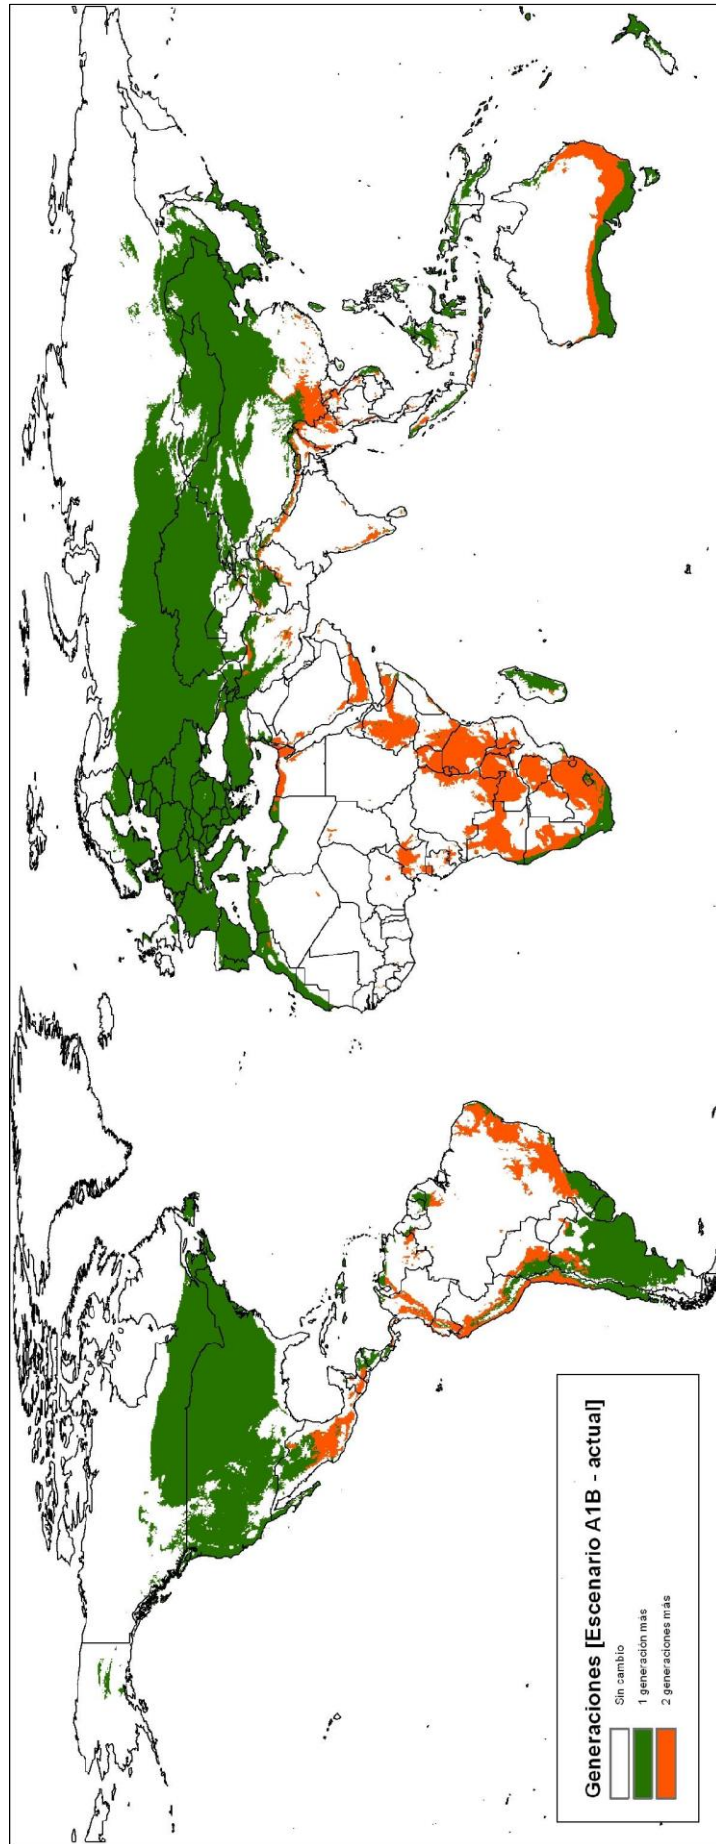 Generaciones [Escenario A1B - actual]
Sin cambio
1 generación más
2 generaciones más